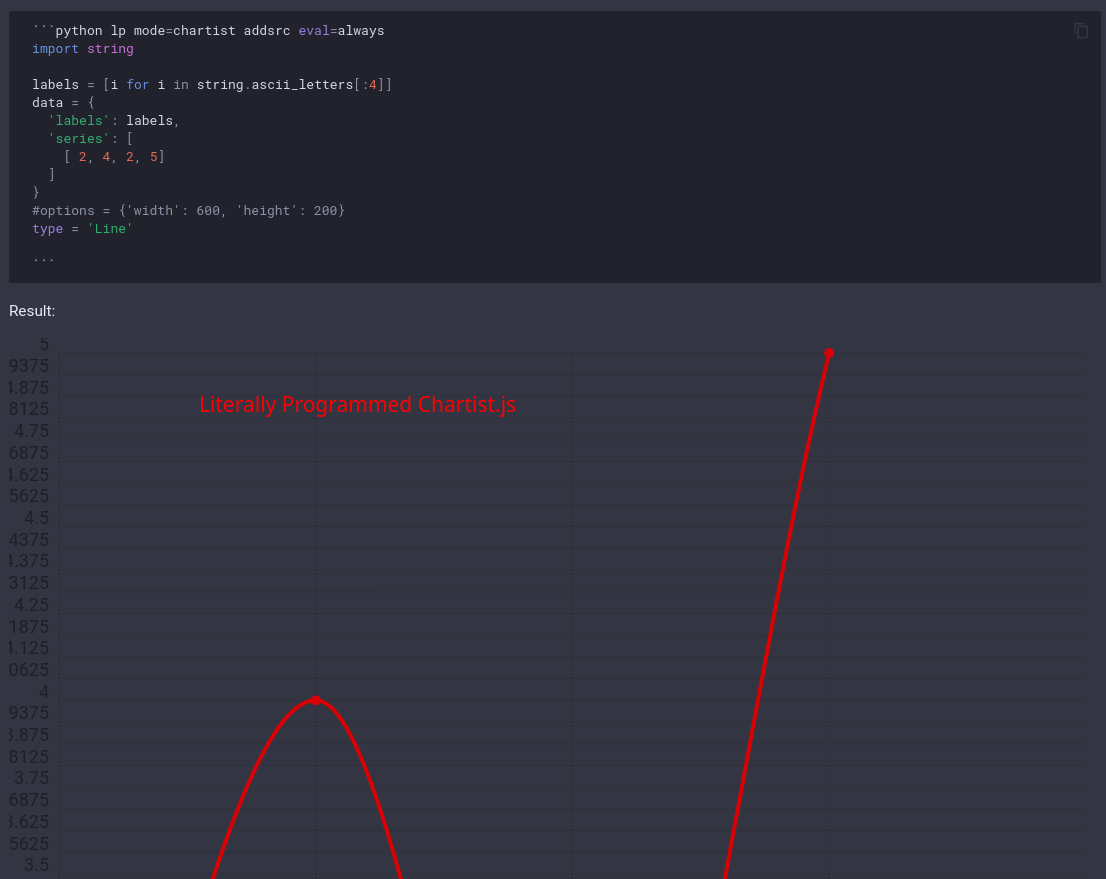 ```python lp mode=chartist addsrc eval=always
import string
labels = [i for i in string.ascii_letters[:4]]
data = {
  'labels': labels,
  'series': [
    [ 2, 4, 2, 5]
  ]
}
#options = {'width': 600, 'height': 200}
type = 'Line'
```
Result:
5
9375
4.875
8125
Literally Programmed Chartist.js
4.75
6875
4.625
5625
4.5
4375
4.375
3125
4.25
1875
4.125
0625
4
9375
3.875
8125
3.75
6875
3.625
5625
3.5